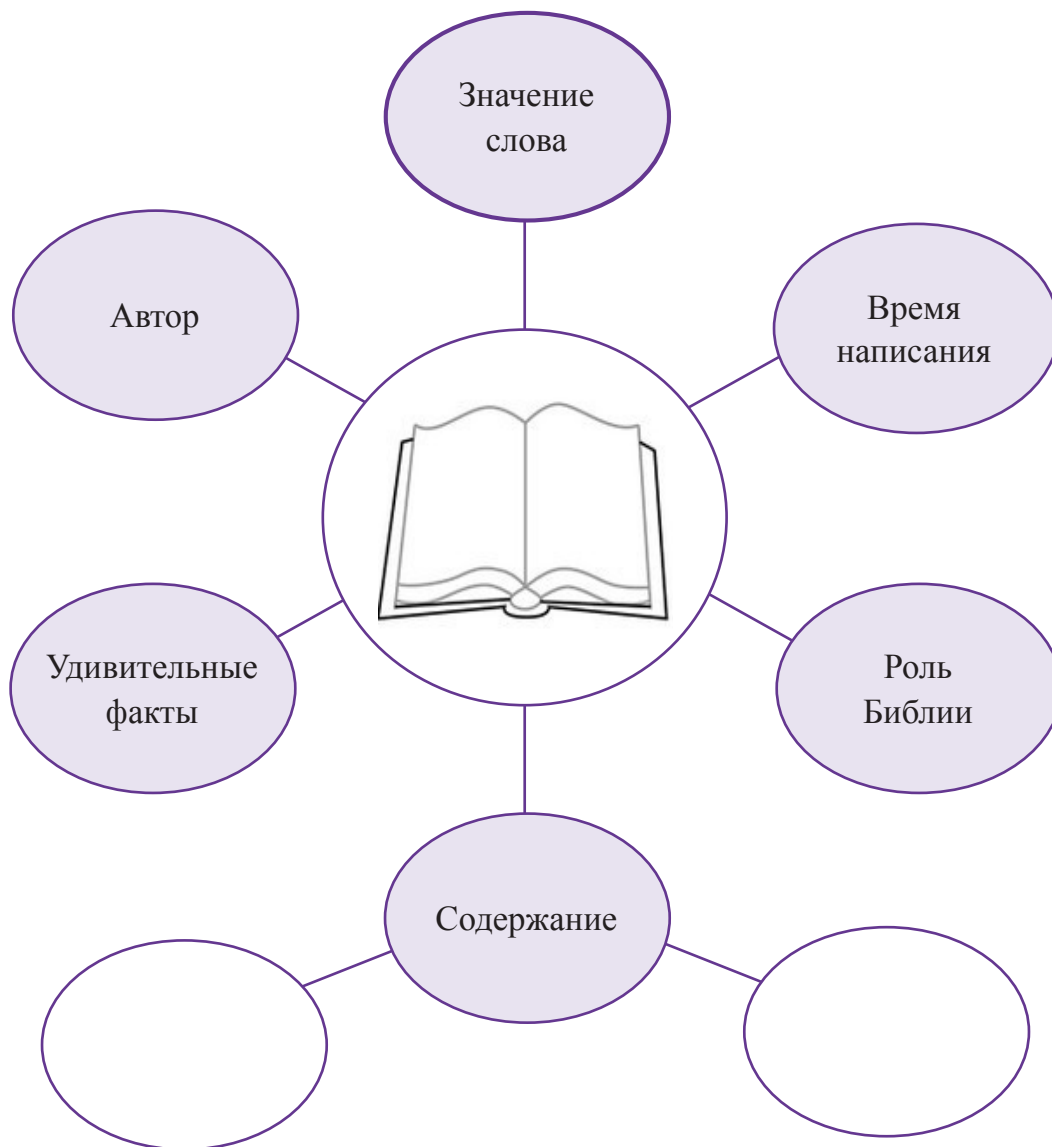 Значение
слова
Автор
Время
написания
Удивительные
факты
Роль
Библии
Содержание